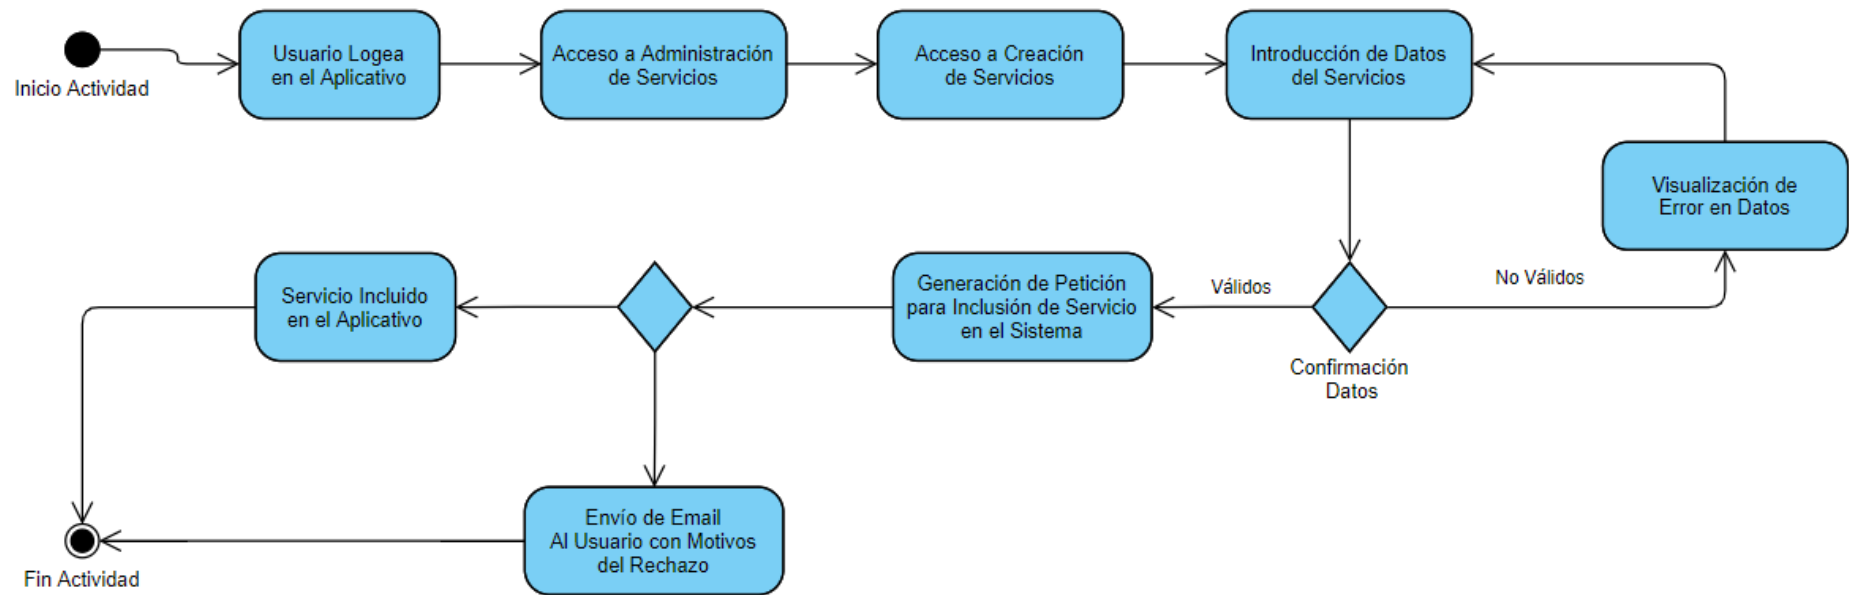 Inicio Actividad
Usuario Logea
en el Aplicativo
Acceso a Administración
de Servicios
Acceso a Creación
de Servicios
Introducción de Datos
del Servicios
Visualización de
Error en Datos
No Válidos
Válidos
Confirmación
Datos
Generación de Petición
para Inclusión de Servicio
en el Sistema
Servicio Incluido
en el Aplicativo
Envío de Email
Al Usuario con Motivos
del Rechazo
Fin Actividad